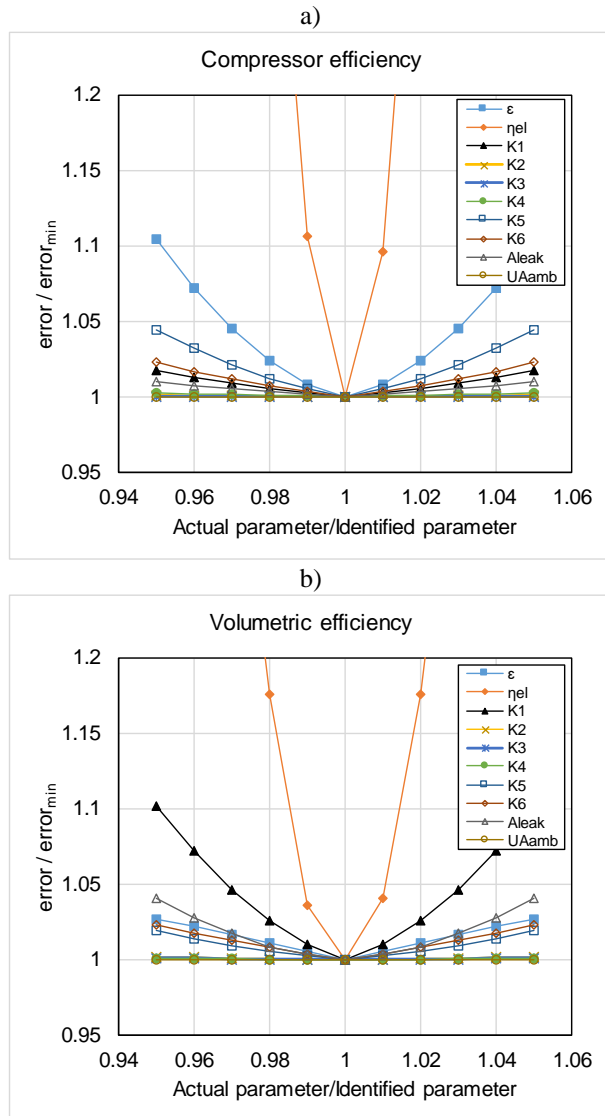 a)
Compressor efficiency
1.2
1.15
1.1
1.05
1
0.95
error / error_min
ε
ηel
K1
K2
K3
K4
K5
K6
Aleak
UAamb
0.94 0.96 0.98 1 1.02 1.04 1.06
Actual parameter/Identified parameter
b)
Volumetric efficiency
1.2
1.15
1.1
1.05
1
0.95
error / error_min
ε
ηel
K1
K2
K3
K4
K5
K6
Aleak
UAamb
0.94 0.96 0.98 1 1.02 1.04 1.06
Actual parameter/Identified parameter